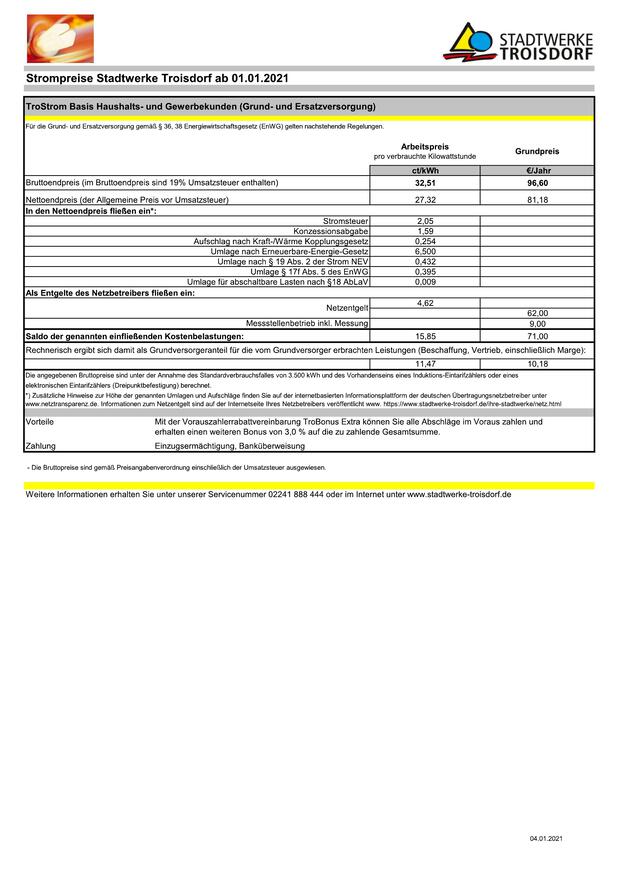 STADTWERKE
TROISDORF
Strompreise Stadtwerke Troisdorf ab 01.01.2021
TroStrom Basis Haushalts- und Gewerbekunden (Grund- und Ersatzversorgung)
Für die Grund- und Ersatzversorgung gemäß § 36, 38 Energiewirtschaftsgesetz (EnWG) gelten nachstehende Regelungen.
Arbeitspreis Grundpreis
pro verbrauchte Kilowattstunde
ct/kWh €/Jahr
Bruttoendpreis (im Bruttoendpreis sind 19% Umsatzsteuer enthalten) 32,51 96,60
Nettoendpreis (der Allgemeine Preis vor Umsatzsteuer) 27,32 81,18
In den Nettoendpreis fließen ein*:
Stromsteuer 2,05
Konzessionsabgabe 1,59
Aufschlag nach Kraft-/Wärme Kopplungsgesetz 0,254
Umlage nach Erneuerbare-Energie-Gesetz 6,500
Umlage nach § 19 Abs. 2 der Strom NEV 0,432
Umlage § 17f Abs. 5 des EnWG 0,395
Umlage für abschaltbare Lasten nach §18 AbLaV 0,009
Als Entgelte des Netzbetreibers fließen ein:
Netzentgelt 4,62
62,00
Messstellenbetrieb inkl. Messung 9,00
Saldo der genannten einfließenden Kostenbelastungen: 15,85 71,00
Rechnerisch ergibt sich damit als Grundversorgeranteil für die vom Grundversorger erbrachten Leistungen (Beschaffung, Vertrieb, einschließlich Marge):
11,47 10,18
Die angegebenen Bruttopreise sind unter der Annahme des Standardverbrauchsfalles von 3.500 kWh und des Vorhandenseins eines Induktions-Eintarifzählers oder eines
elektronischen Eintarifzählers (Dreipunktbefestigung) berechnet.
*) Zusätzliche Hinweise zur Höhe der genannten Umlagen und Aufschläge finden Sie auf der internetbasierten Informationsplattform der deutschen Übertragungsnetzbetreiber unter
www.netztransparenz.de. Informationen zum Netzentgelt sind auf der Internetseite Ihres Netzbetreibers veröffentlicht www. https://www.stadtwerke-troisdorf.de/ihre-stadtwerke/netz.html
Vorteile Mit der Vorauszahlerrabattvereinbarung TroBonus Extra können Sie alle Abschläge im Voraus zahlen und
erhalten einen weiteren Bonus von 3,0 % auf die zu zahlende Gesamtsumme.
Zahlung Einzugsermächtigung, Banküberweisung
- Die Bruttopreise sind gemäß Preisangabenverordnung einschließlich der Umsatzsteuer ausgewiesen.
Weitere Informationen erhalten Sie unter unserer Servicenummer 02241 888 444 oder im Internet unter www.stadtwerke-troisdorf.de
04.01.2021